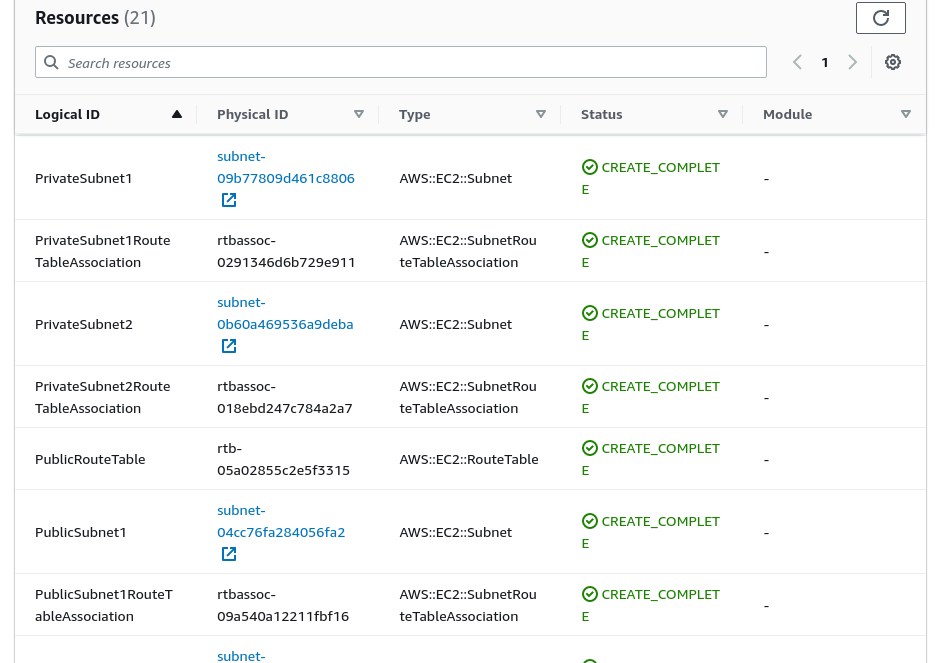 Resources (21)
Search resources
1
Logical ID Physical ID Type Status Module
PrivateSubnet1 subnet-09b77809d461c8806 AWS::EC2::Subnet CREATE_COMPLETE -
PrivateSubnet1RouteTableAssociation rtbassoc-0291346d6b729e911 AWS::EC2::SubnetRouteTableAssociation CREATE_COMPLETE -
PrivateSubnet2 subnet-0b60a469536a9deba AWS::EC2::Subnet CREATE_COMPLETE -
PrivateSubnet2RouteTableAssociation rtbassoc-018ebd247c784a2a7 AWS::EC2::SubnetRouteTableAssociation CREATE_COMPLETE -
PublicRouteTable rtb-05a02855c2e5f3315 AWS::EC2::RouteTable CREATE_COMPLETE -
PublicSubnet1 subnet-04cc76fa284056fa2 AWS::EC2::Subnet CREATE_COMPLETE -
PublicSubnet1RouteTableAssociation rtbassoc-09a540a12211fbf16 AWS::EC2::SubnetRouteTableAssociation CREATE_COMPLETE -
subnet-